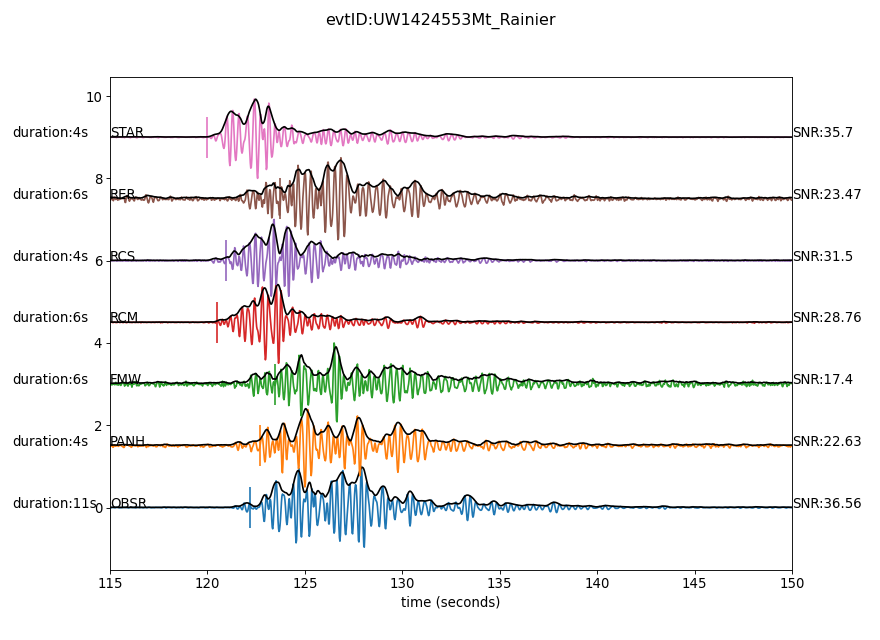 evtID:UW1424553Mt_Rainier
10
duration:4s STAR SNR:35.7
8
duration:6s RER SNR:23.47
duration:4s RCS SNR:31.5
6
duration:6s RCM SNR:28.76
4
duration:6s FMW SNR:17.4
2
duration:4s PANH SNR:22.63
duration:11s OBSR SNR:36.56
0
115 120 125 130 135 140 145 150
time (seconds)